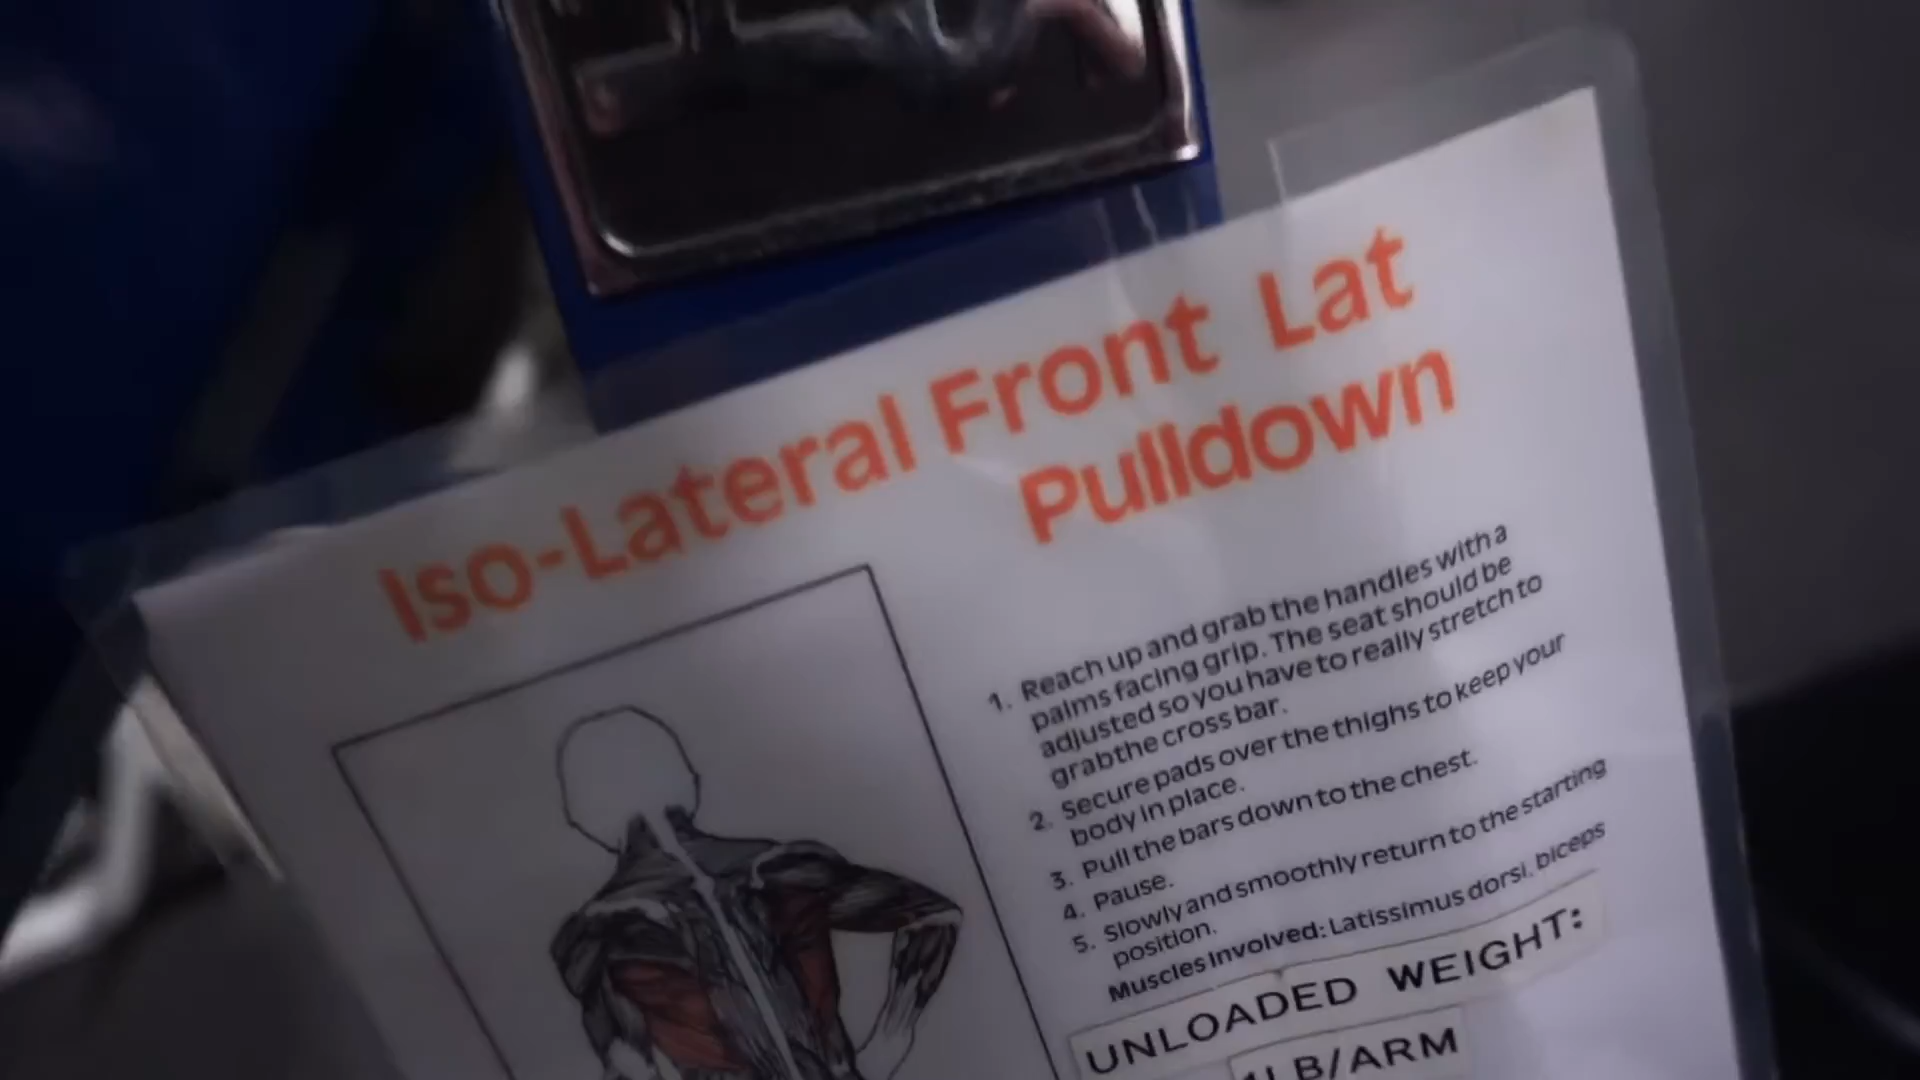 Iso-Lateral Front Lat
Pulldown
1. Reach up and grab the handles with a
palms facing grip. The seat should be
adjusted so you have to really stretch to
grabthe cross bar.
2. Secure pads over the thighs to keep your
body in place.
3. Pull the bars down to the chest.
4. Pause.
5. Slowly and smoothly return to the starting
position.
Muscles Involved: Latissimus dorsi, biceps
UNLOADED WEIGHT:
LB/ARM